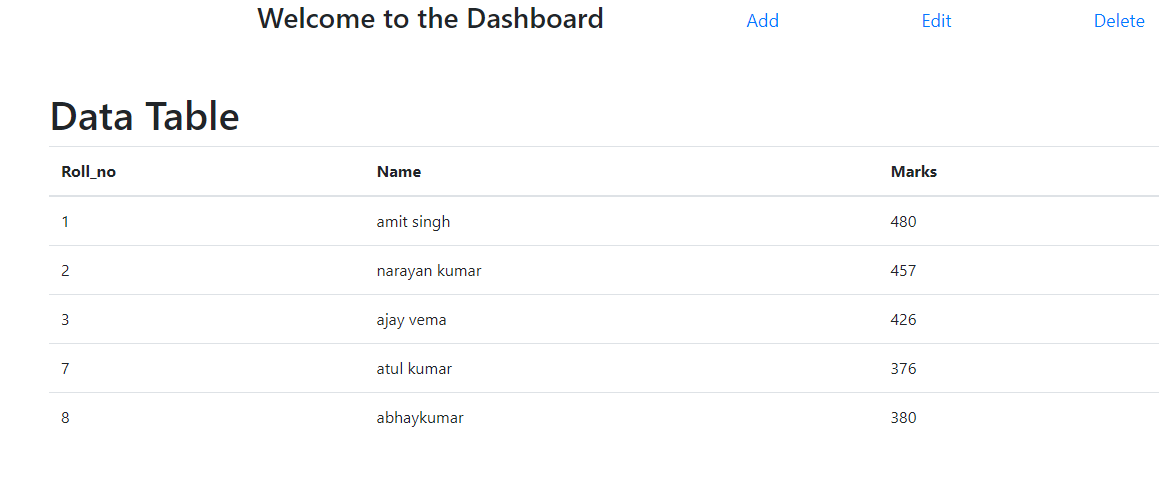 Welcome to the Dashboard Add Edit Delete
Data Table
Roll_no Name Marks
1 amit singh 480
2 narayan kumar 457
3 ajay vema 426
7 atul kumar 376
8 abhaykumar 380